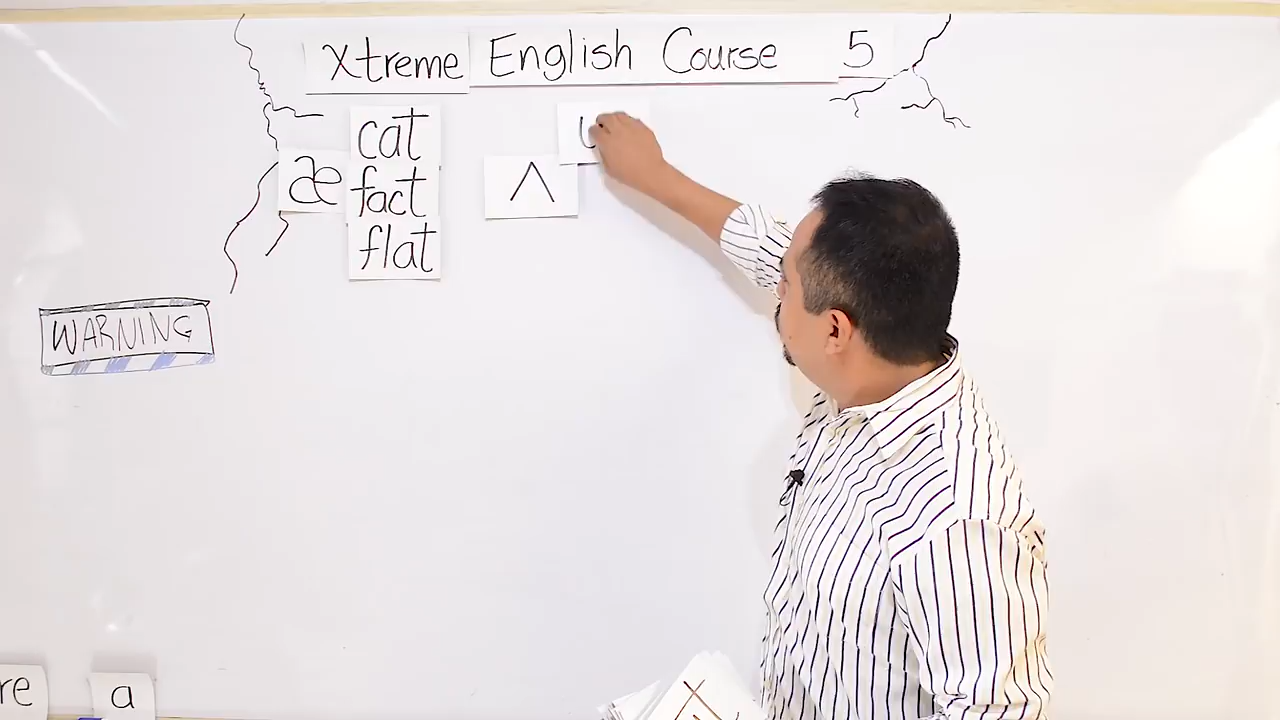 Xtreme English Course 5
cat
æ
fact
flat
ʌ
WARNING
re
a